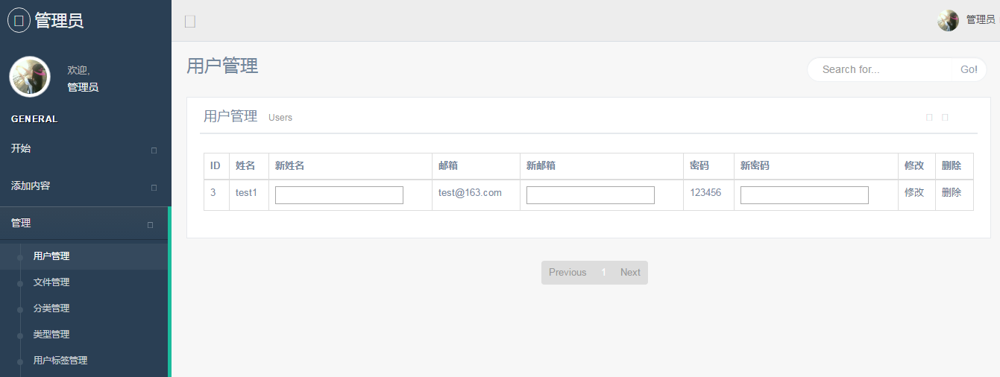 管理员
管理员
欢迎,
管理员
GENERAL
开始
添加内容
管理
用户管理
文件管理
分类管理
类型管理
用户标签管理
用户管理
Search for... Go!
用户管理 Users
ID 姓名 新姓名 邮箱 新邮箱 密码 新密码 修改 删除
3 test1 test@163.com 123456 修改 删除
Previous 1 Next